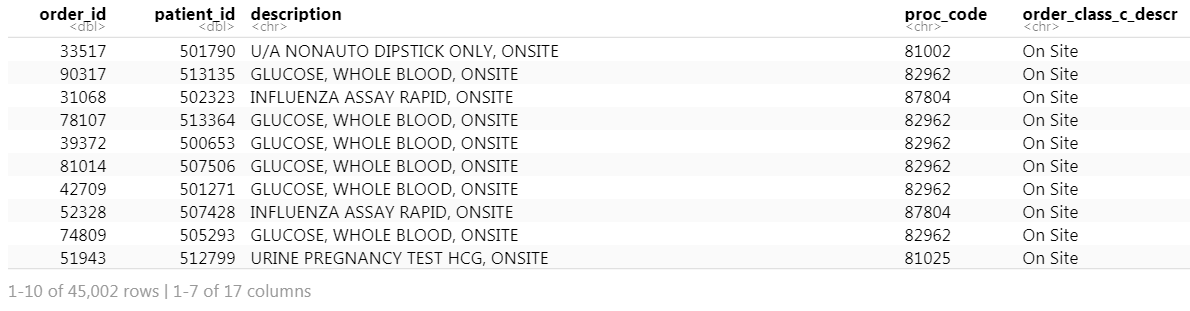 order_id patient_id description proc_code order_class_c_descr
<dbl> <dbl> <chr> <chr> <chr>
33517 501790 U/A NONAUTO DIPSTICK ONLY, ONSITE 81002 On Site
90317 513135 GLUCOSE, WHOLE BLOOD, ONSITE 82962 On Site
31068 502323 INFLUENZA ASSAY RAPID, ONSITE 87804 On Site
78107 513364 GLUCOSE, WHOLE BLOOD, ONSITE 82962 On Site
39372 500653 GLUCOSE, WHOLE BLOOD, ONSITE 82962 On Site
81014 507506 GLUCOSE, WHOLE BLOOD, ONSITE 82962 On Site
42709 501271 GLUCOSE, WHOLE BLOOD, ONSITE 82962 On Site
52328 507428 INFLUENZA ASSAY RAPID, ONSITE 87804 On Site
74809 505293 GLUCOSE, WHOLE BLOOD, ONSITE 82962 On Site
51943 512799 URINE PREGNANCY TEST HCG, ONSITE 81025 On Site
1-10 of 45,002 rows | 1-7 of 17 columns